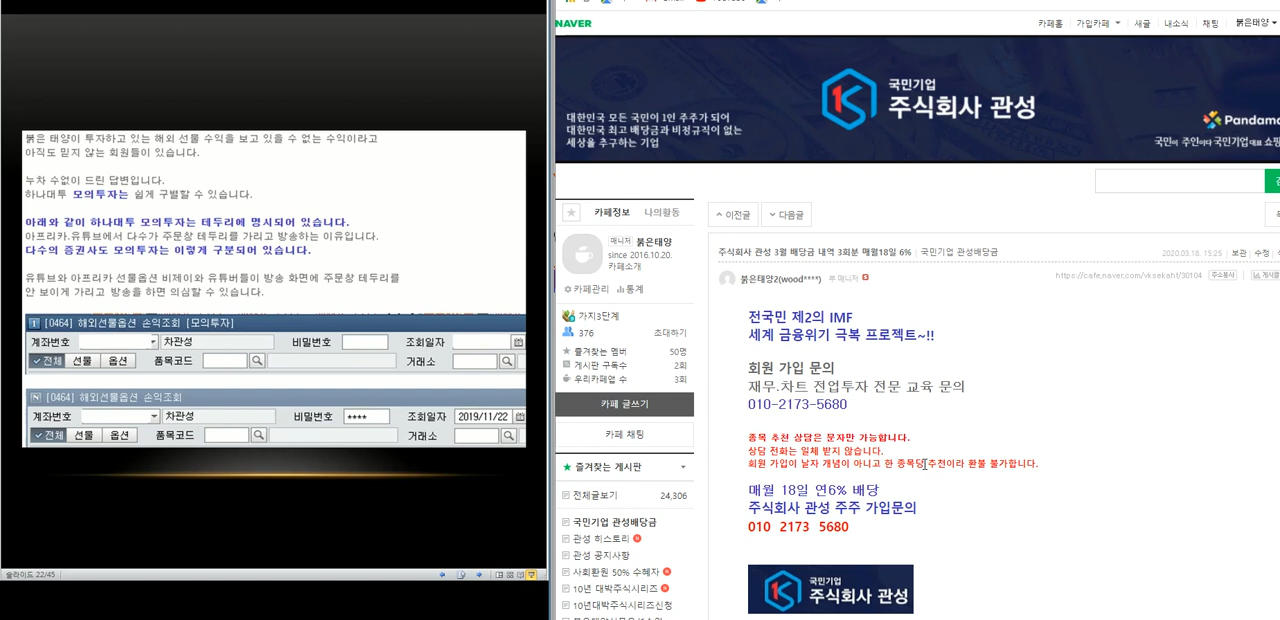 붉은 태양이 투자하고 있는 해외 선물 수익을 보고 있을 수 없는 수익이라고
아직도 믿지 않는 회원들이 있습니다.
누차 수없이 드린 답변입니다.
하나대투 모의투자는 쉽게 구별할 수 있습니다.
아래와 같이 하나대투 모의투자는 테두리에 명시되어 있습니다.
아프리카.유튜브에서 다수가 주문창 테두리를 가리고 방송하는 이유입니다.
다수의 증권사도 모의투자는 이렇게 구분되어 있습니다.
유튜브와 아프리카 선물옵션 비제이와 유튜버들이 방송 화면에 주문창 테두리를
안 보이게 가리고 방송을 하면 의심할 수 있습니다.
[0464] 해외선물옵션 손익조회 [모의투자]
계좌번호 차관성 비밀번호 조회일자
전체 선물 옵션 품목코드 거래소
[0464] 해외선물옵션 손익조회
계좌번호 차관성 비밀번호 **** 조회일자 2019/11/22
전체 선물 옵션 품목코드 거래소
슬라이드 22/45
NAVER
카페홈 가입카페 새글 내소식 채팅 붉은태양
대한민국 모든 국민이 1인 주주가 되어
대한민국 최고 배당금과 비정규직이 없는
세상을 추구하는 기업
국민기업
주식회사 관성
Pandama
국민이 주인이다 국민기업대표 쇼핑
카페정보 나의활동
매니저 붉은태양
since 2016.10.20.
카페소개
카페관리 통계
가지3단계
376 초대하기
즐겨찾는 멤버 50명
게시판 구독수 2회
우리카페앱 수 3회
카페 글쓰기
카페 채팅
즐겨찾는 게시판
전체글보기 24,306
국민기업 관성배당금
관성 히스토리
관성 공지사항
사회환원 50% 수혜자
10년 대박주식시리즈
10년대박주식시리즈신청
이전글 다음글
주식회사 관성 3월 배당금 내역 3회분 매월18일 6% 국민기업 관성배당금
2020.03.18. 15:25 보관 수정
붉은태양2(wood****) 부매니저
https://cafe.naver.com/vksekaht/30104 주소복사
전국민 제2의 IMF
세계 금융위기 극복 프로젝트~!!
회원 가입 문의
재무.차트 전업투자 전문 교육 문의
010-2173-5680
종목 추천 상담은 문자만 가능합니다.
상담 전화는 일체 받지 않습니다.
회원 가입이 날자 개념이 아니고 한 종목당 추천이라 환불 불가합니다.
매월 18일 연6% 배당
주식회사 관성 주주 가입문의
010 2173 5680
국민기업
주식회사 관성